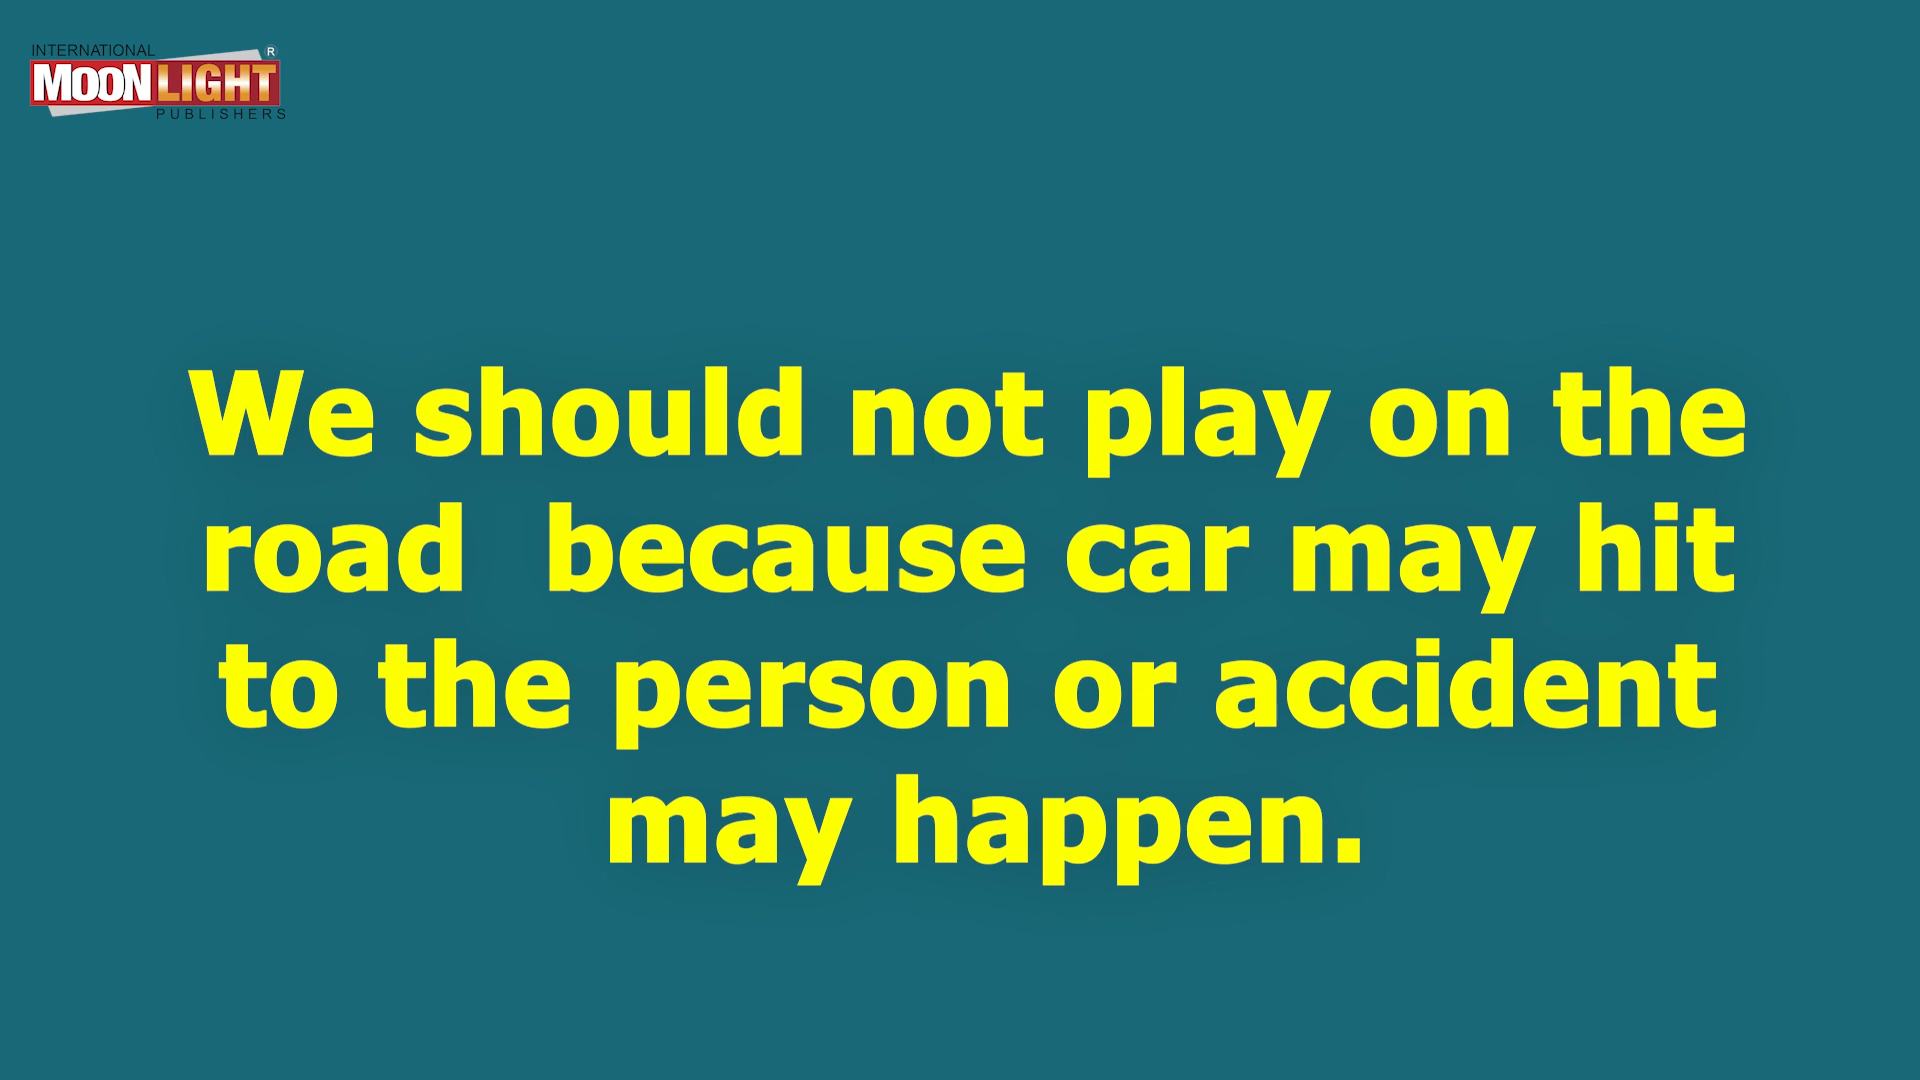 INTERNATIONAL
MOON LIGHT ®
PUBLISHERS
We should not play on the
road  because car may hit
to the person or accident
may happen.